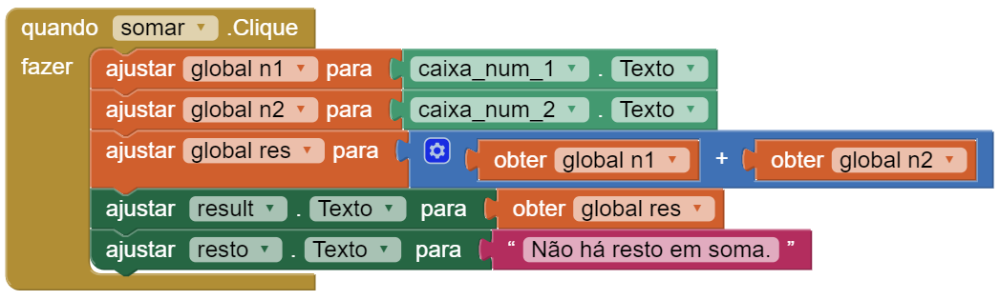 quando somar .Clique
fazer ajustar global n1 para caixa_num_1 . Texto
ajustar global n2 para caixa_num_2 . Texto
ajustar global res para obter global n1 + obter global n2
ajustar result . Texto para obter global res
ajustar resto . Texto para “ Não há resto em soma. ”